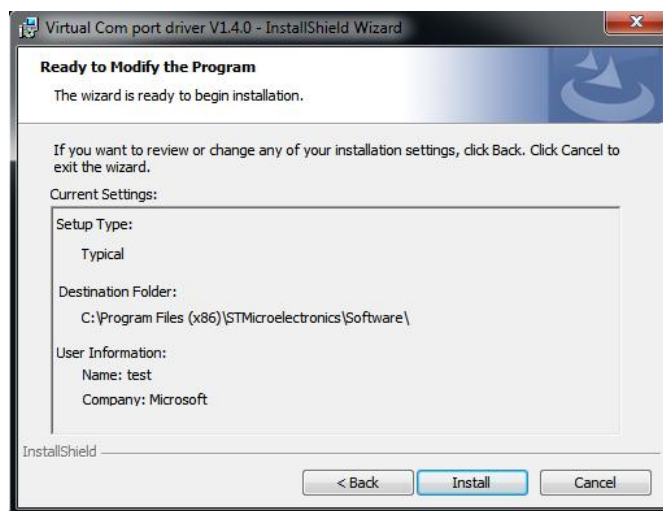 Virtual Com port driver V1.4.0 - InstallShield Wizard
Ready to Modify the Program
The wizard is ready to begin installation.
If you want to review or change any of your installation settings, click Back. Click Cancel to
exit the wizard.
Current Settings:
Setup Type:
Typical
Destination Folder:
C:\Program Files (x86)\STMicroelectronics\Software\
User Information:
Name: test
Company: Microsoft
InstallShield
< Back
Install
Cancel